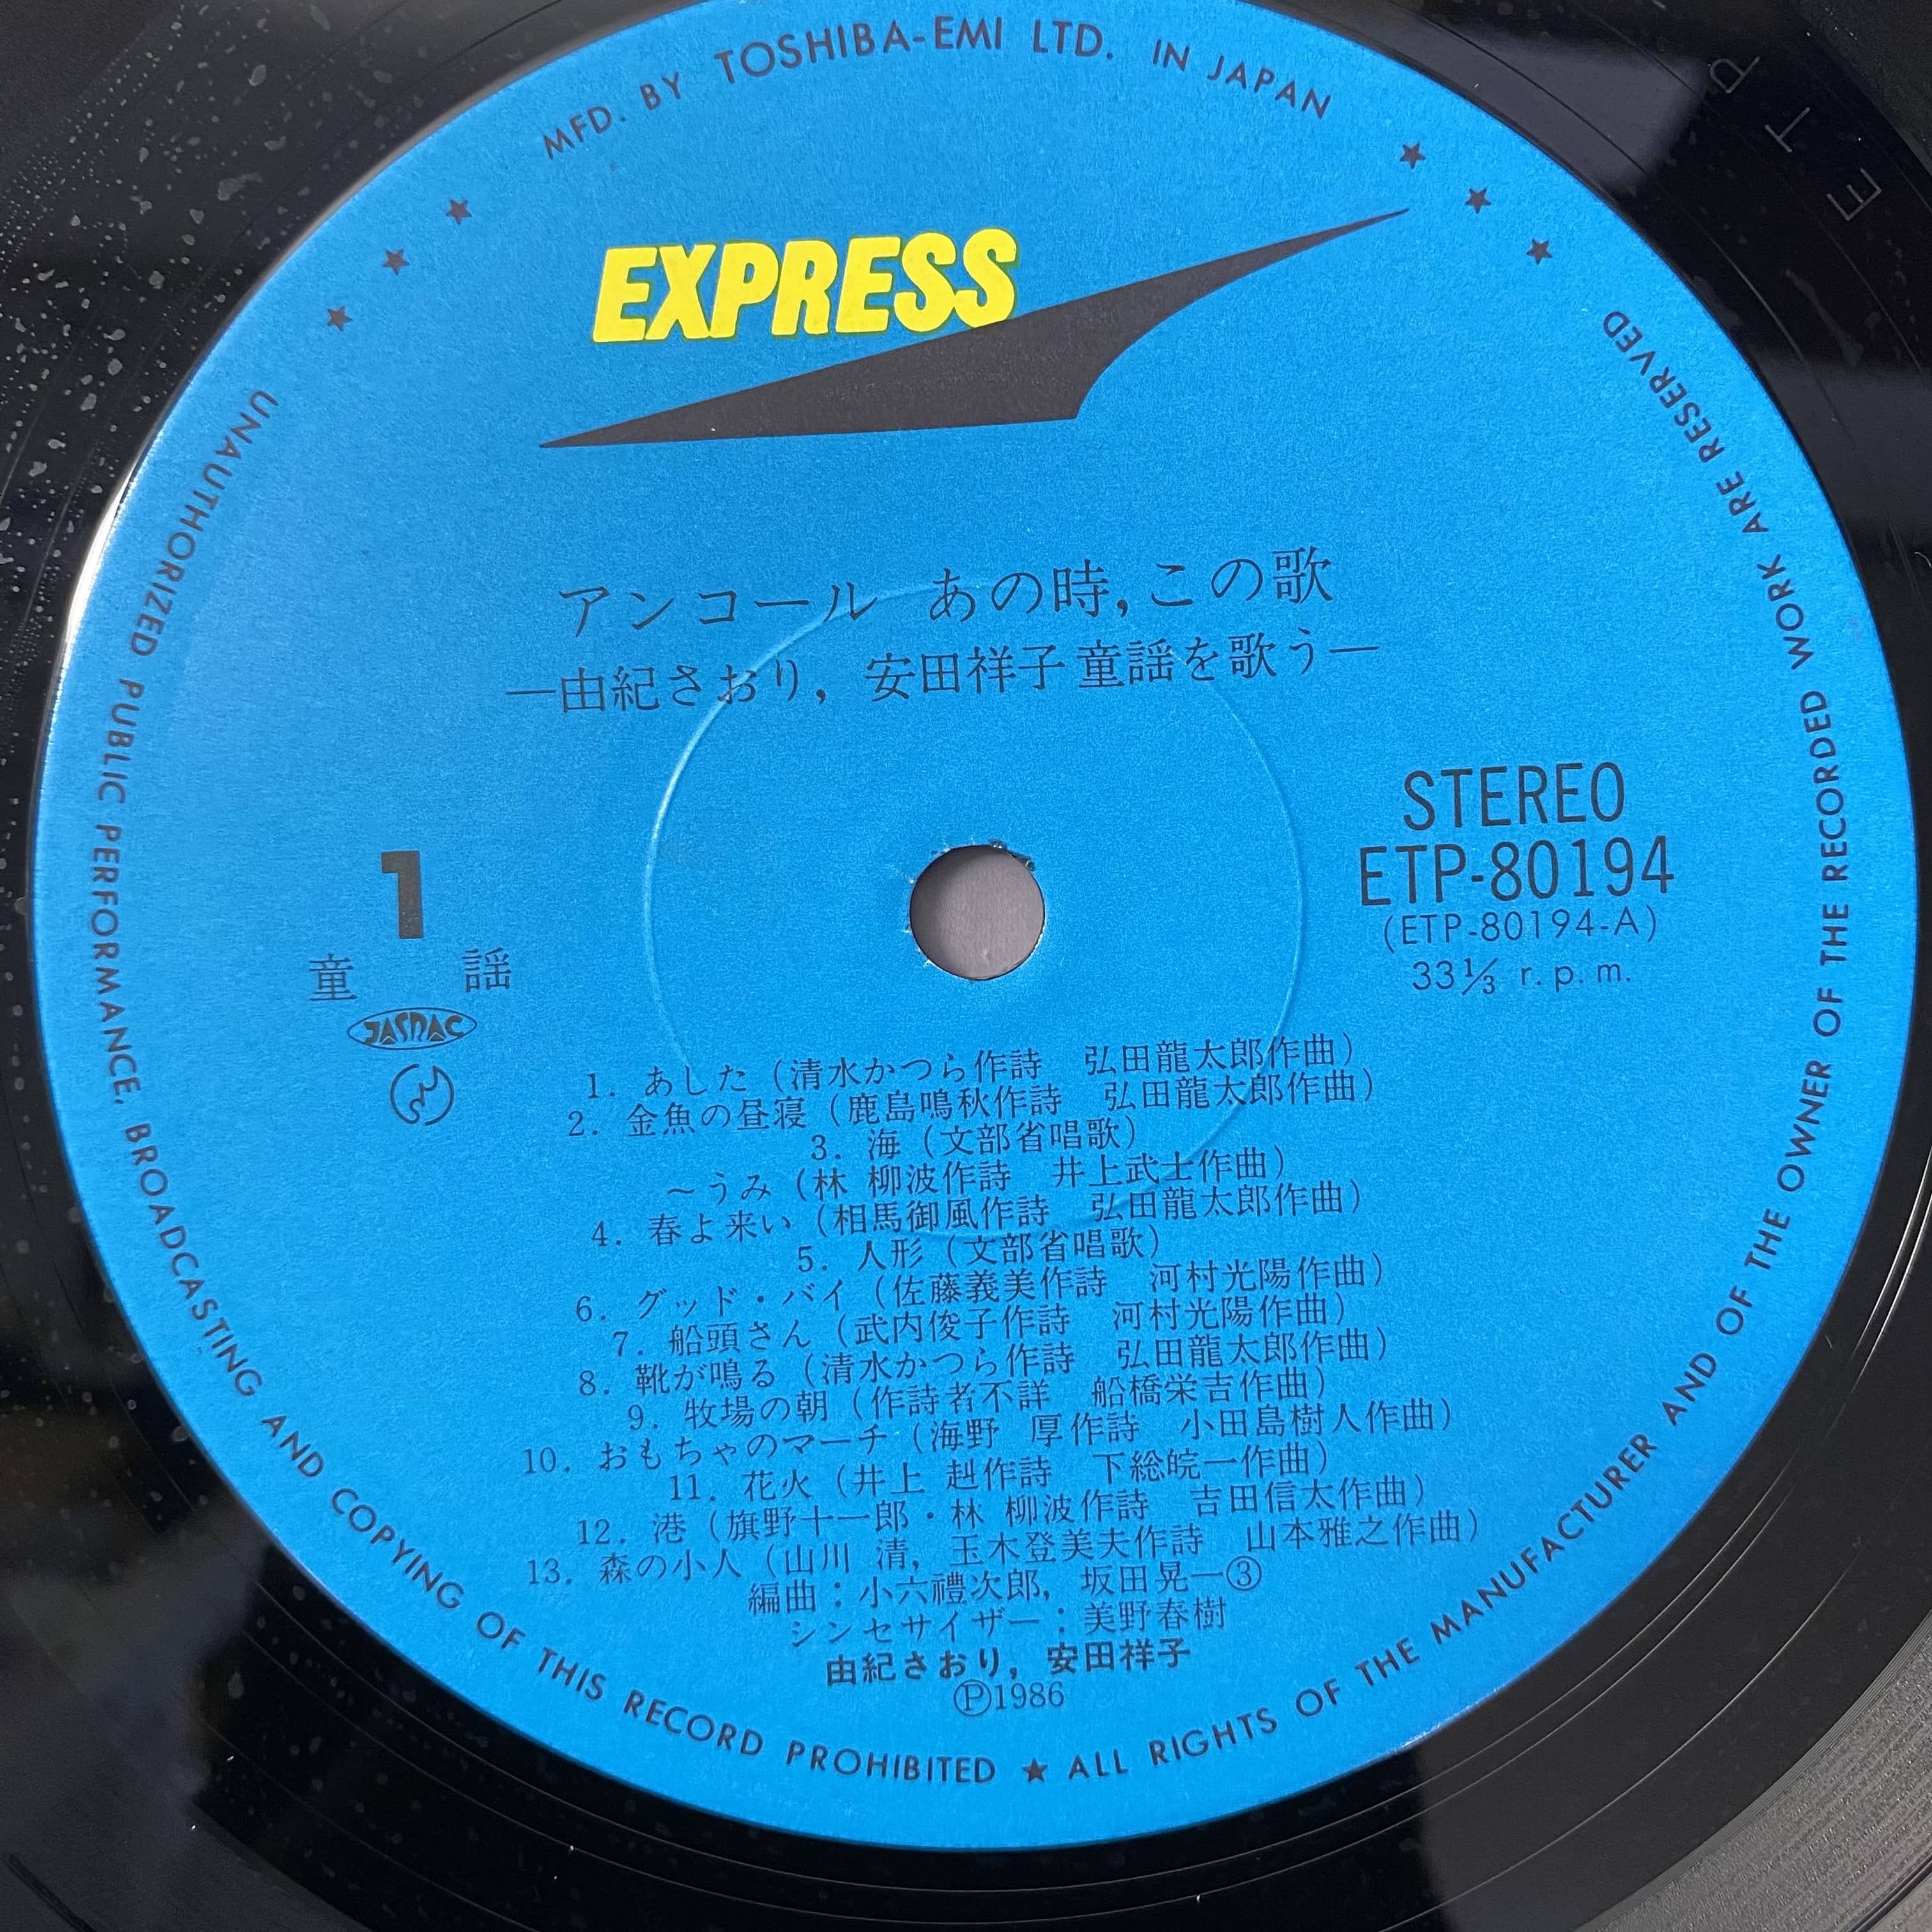 MFD. BY TOSHIBA-EMI LTD. IN JAPAN
EXPRESS
アンコール あの時,この歌
—由紀さおり,安田祥子童謡を歌う—
STEREO
ETP-80194
(ETP-80194-A)
33⅓ r.p.m.
1
童 謡
JASRAC
1. あした(清水かつら作詩 弘田龍太郎作曲)
2. 金魚の昼寝(鹿島鳴秋作詩 弘田龍太郎作曲)
3. 海(文部省唱歌)
〜うみ(林 柳波作詩 井上武士作曲)
4. 春よ来い(相馬御風作詩 弘田龍太郎作曲)
5. 人形(文部省唱歌)
6. グッド・バイ(佐藤義美作詩 河村光陽作曲)
7. 船頭さん(武内俊子作詩 河村光陽作曲)
8. 靴が鳴る(清水かつら作詩 弘田龍太郎作曲)
9. 牧場の朝(作詩者不詳 船橋栄吉作曲)
10. おもちゃのマーチ(海野 厚作詩 小田島樹人作曲)
11. 花火(井上 赳作詩 下総皖一作曲)
12. 港(旗野十一郎・林 柳波作詩 吉田信太作曲)
13. 森の小人(山川 清,玉木登美夫作詩 山本雅之作曲)
編曲:小六禮次郎,坂田晃一③
シンセサイザー:美野春樹
由紀さおり,安田祥子
Ⓟ1986
UNAUTHORIZED PUBLIC PERFORMANCE, BROADCASTING AND COPYING OF THIS RECORD PROHIBITED ★ ALL RIGHTS OF THE MANUFACTURER AND OF THE OWNER OF THE RECORDED WORK ARE RESERVED
ETP